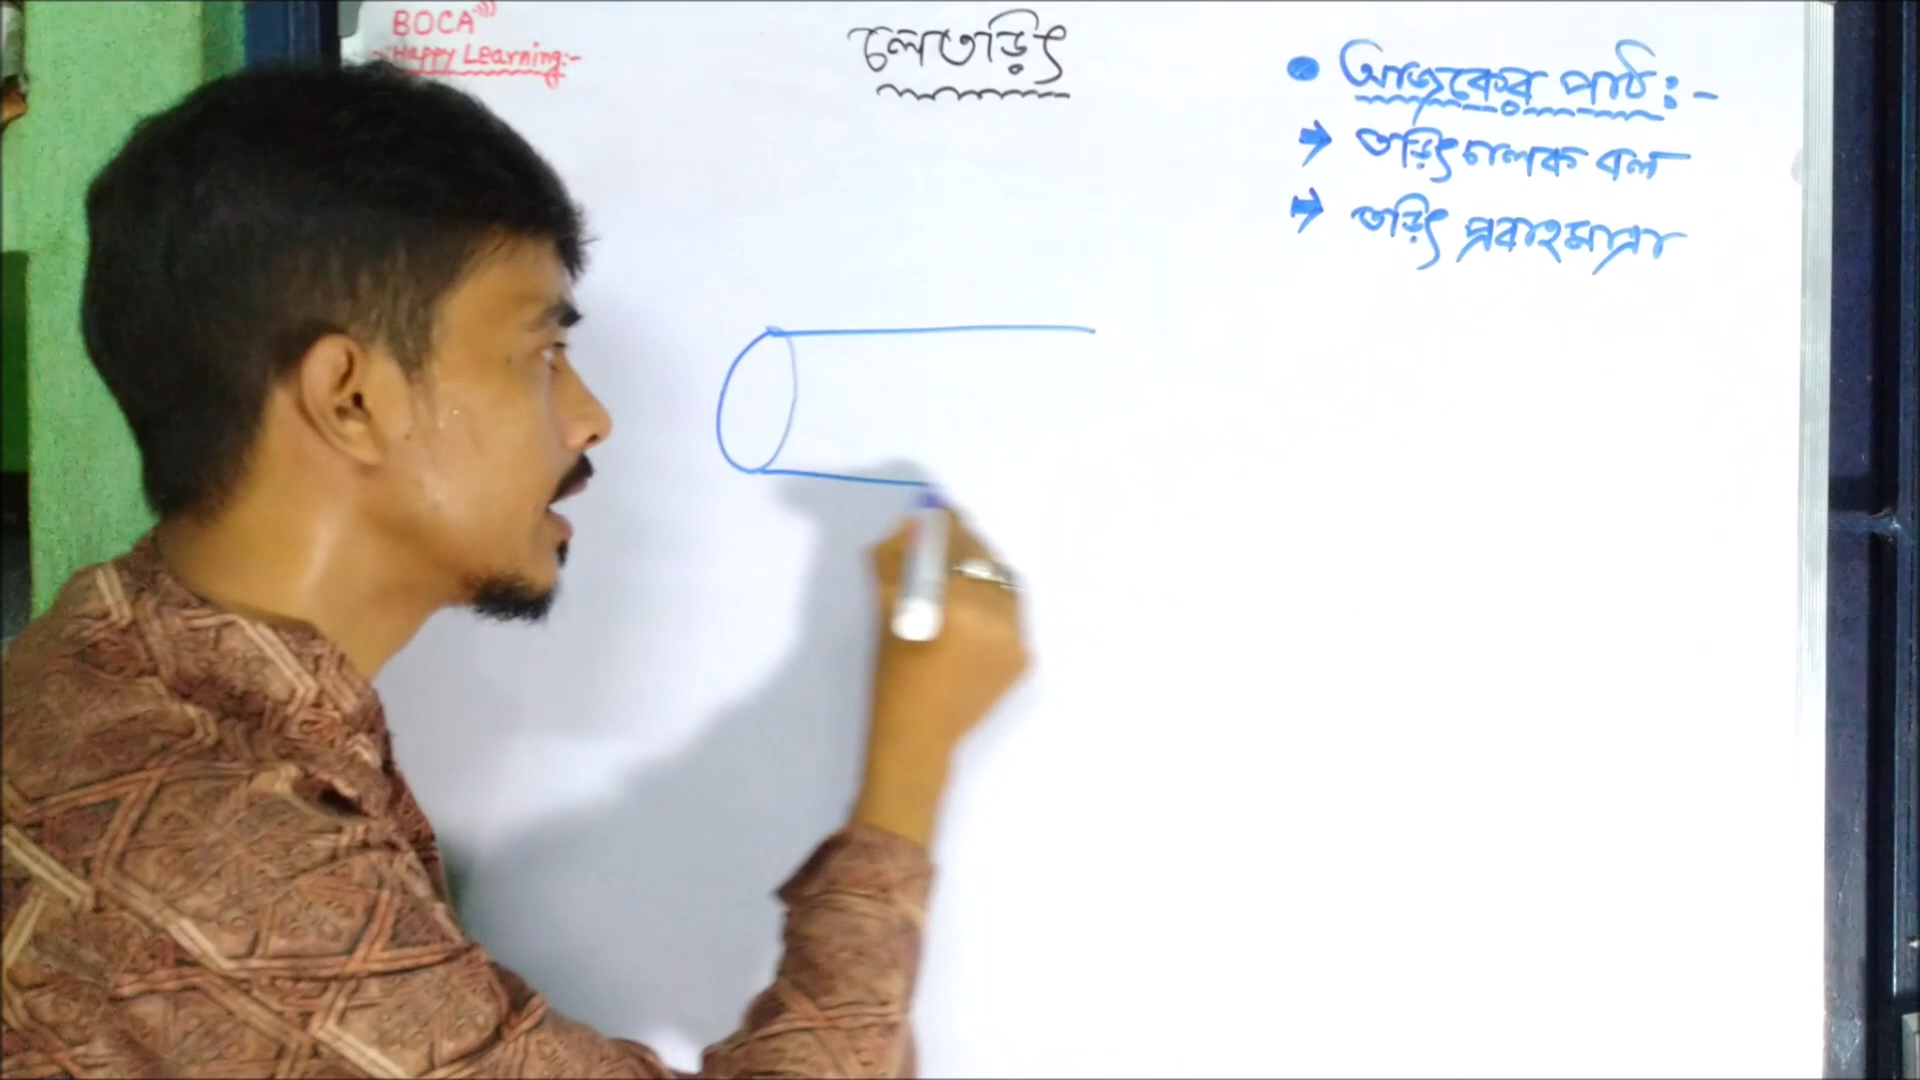 BOCA
Happy Learning:-
চলতড়িৎ
আজকের পাঠ:-
→ তড়িৎচালক বল
→ তড়িৎ প্রবাহমাত্রা